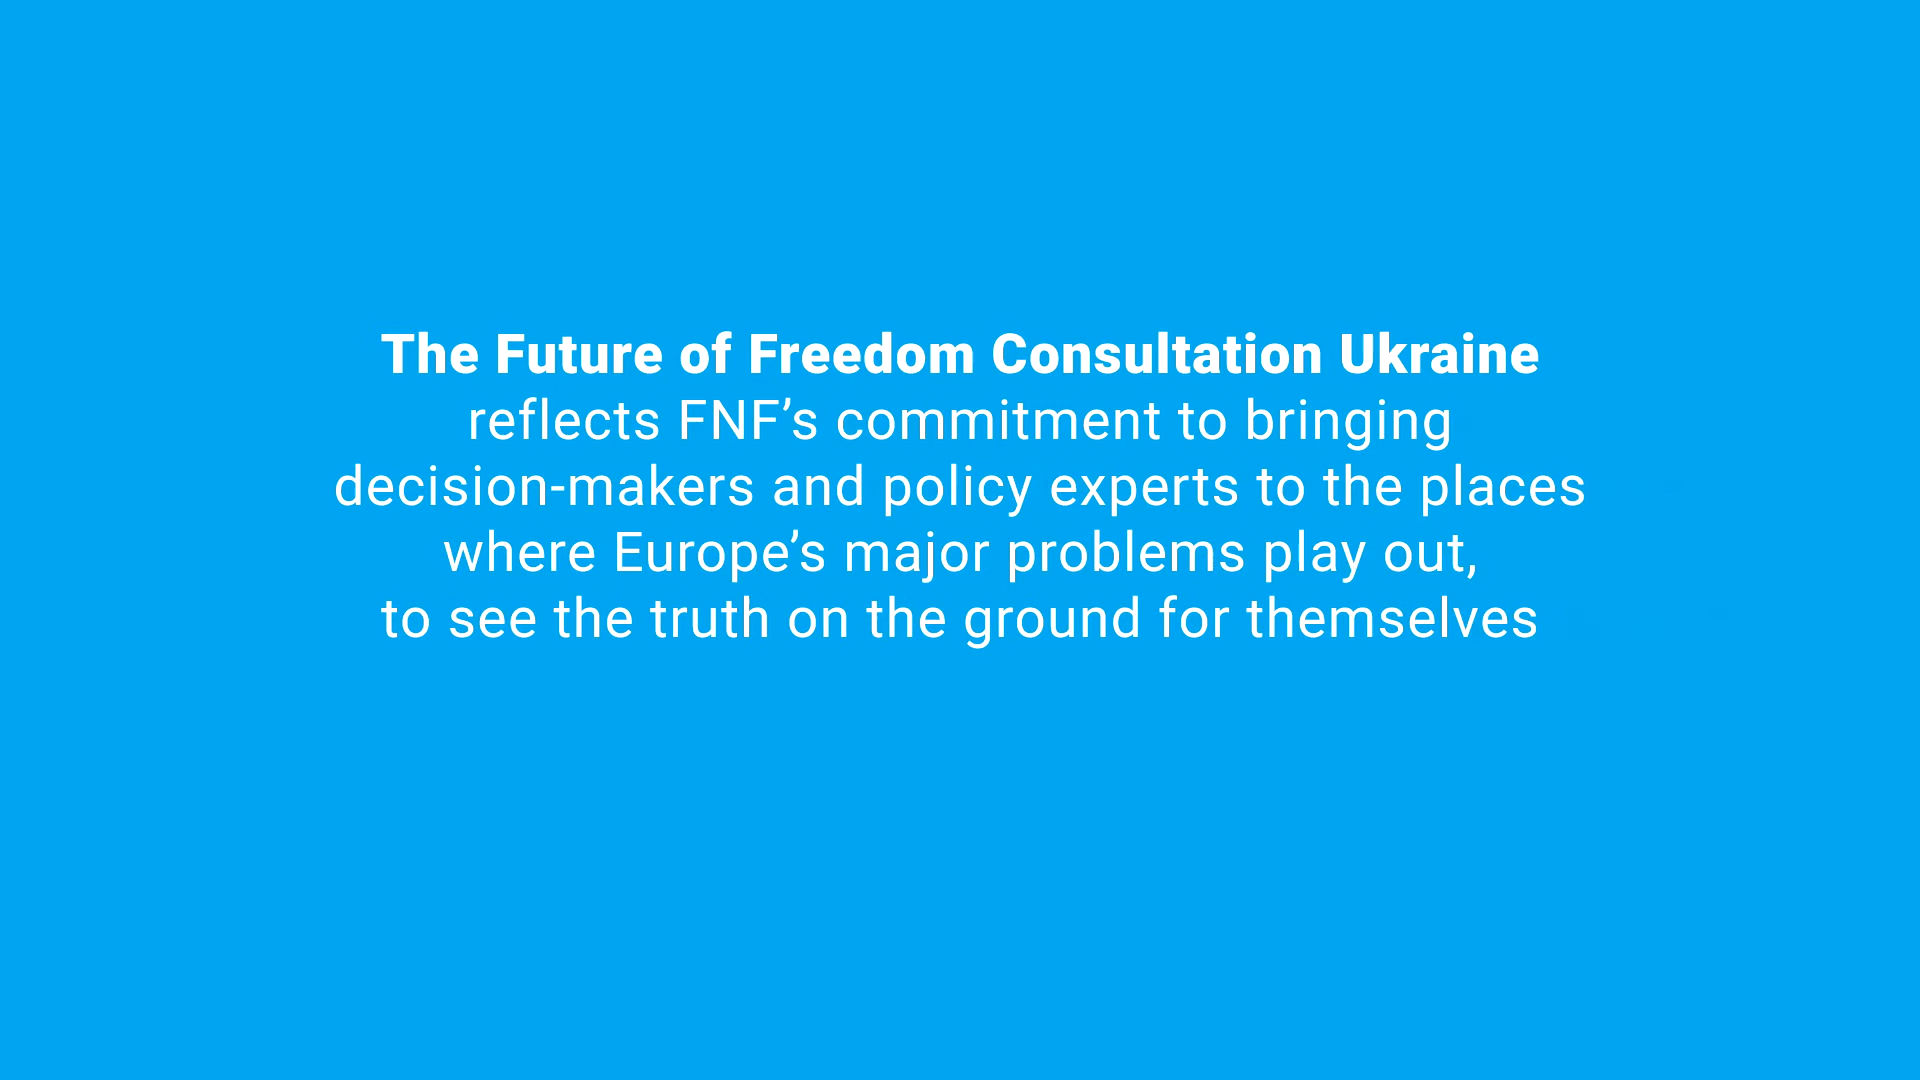 The Future of Freedom Consultation Ukraine
reflects FNF’s commitment to bringing
decision-makers and policy experts to the places
where Europe’s major problems play out,
to see the truth on the ground for themselves